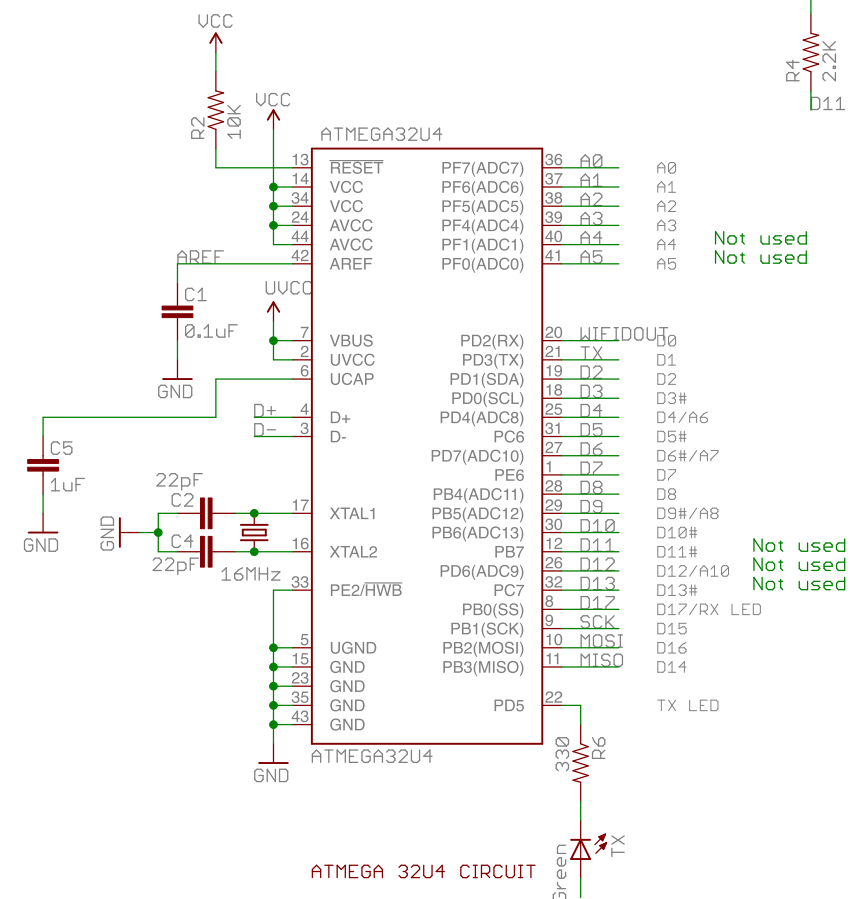 VCC
R4
2.2K
D11
R2
10K
VCC
ATMEGA32U4
13 RESET PF7(ADC7) 36 A0 A0
14 VCC PF6(ADC6) 37 A1 A1
34 VCC PF5(ADC5) 38 A2 A2
24 AVCC PF4(ADC4) 39 A3 A3
44 AVCC PF1(ADC1) 40 A4 A4 Not used
AREF 42 AREF PF0(ADC0) 41 A5 A5 Not used
C1
0.1uF
GND
UVCC
7 VBUS PD2(RX) 20 WIFIDOUT D0
2 UVCC PD3(TX) 21 TX D1
6 UCAP PD1(SDA) 19 D2 D2
PD0(SCL) 18 D3 D3#
D+ 4 D+ PD4(ADC8) 25 D4 D4/A6
D- 3 D- PC6 31 D5 D5#
C5
1uF
GND
PD7(ADC10) 27 D6 D6#/A7
PE6 1 D7 D7
22pF
C2
PB4(ADC11) 28 D8 D8
17 XTAL1 PB5(ADC12) 29 D9 D9#/A8
GND
PB6(ADC13) 30 D10 D10#
C4
22pF
16MHz
16 XTAL2 PB7 12 D11 D11# Not used
PD6(ADC9) 26 D12 D12/A10 Not used
33 PE2/HWB PC7 32 D13 D13# Not used
PB0(SS) 8 D17 D17/RX LED
PB1(SCK) 9 SCK D15
5 UGND PB2(MOSI) 10 MOSI D16
15 GND PB3(MISO) 11 MISO D14
23 GND
35 GND PD5 22 TX LED
43 GND
GND
ATMEGA32U4
330
R6
TX
Green
ATMEGA 32U4 CIRCUIT